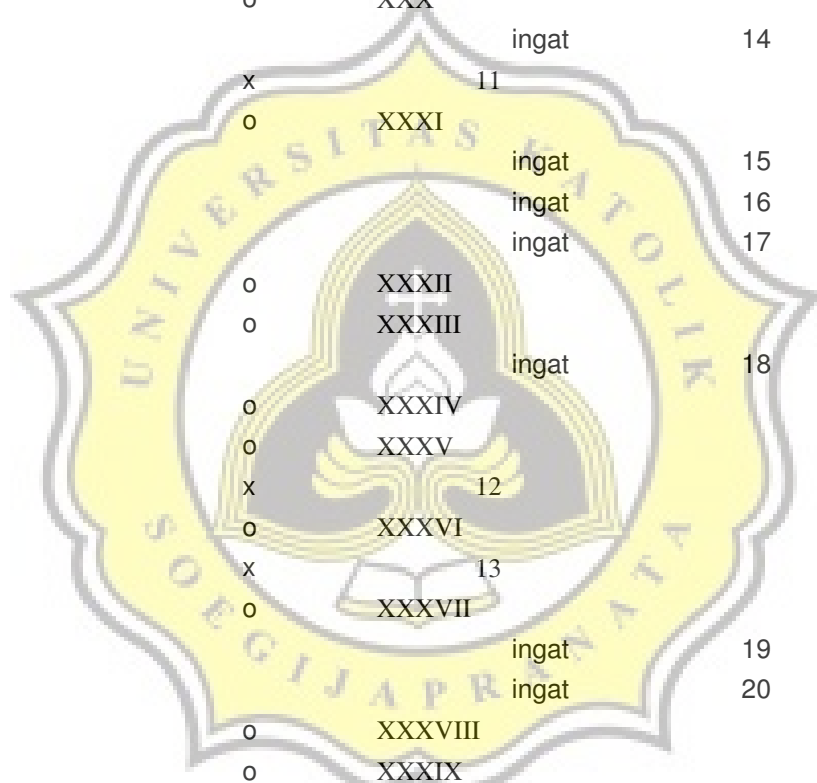 o XXX
ingat 14
x 11
o XXXI
ingat 15
ingat 16
ingat 17
o XXXII
o XXXIII
ingat 18
o XXXIV
o XXXV
x 12
o XXXVI
x 13
o XXXVII
ingat 19
ingat 20
o XXXVIII
o XXXIX
UNIVERSITAS KATOLIK
SOEGIJAPRANATA